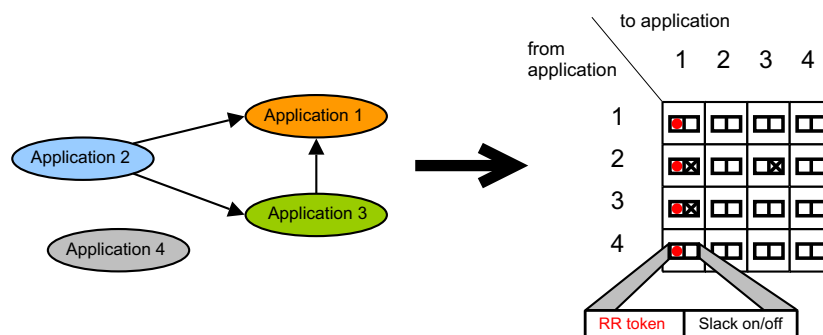 to application
from
application
1 2 3 4
Application 1
1
Application 2
2
Application 3
3
Application 4
4
RR token
Slack on/off